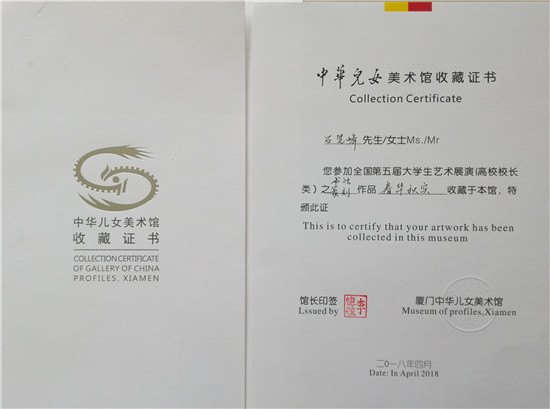 中华儿女美术馆
收藏证书
COLLECTION CERTIFICATE
OF GALLERY OF CHINA
PROFILES, XIAMEN
中华儿女美术馆收藏证书
Collection Certificate
先生/女士Ms./Mr
您参加全国第五届大学生艺术展演(高校校长
类)之书法篆刻作品 春华秋实 收藏于本馆，特
颁此证
This is to certify that your artwork has been
collected in this museum
馆长印签
Lssued by
厦门中华儿女美术馆
Museum of profiles,Xiamen
二〇一八年四月
Date: In April 2018